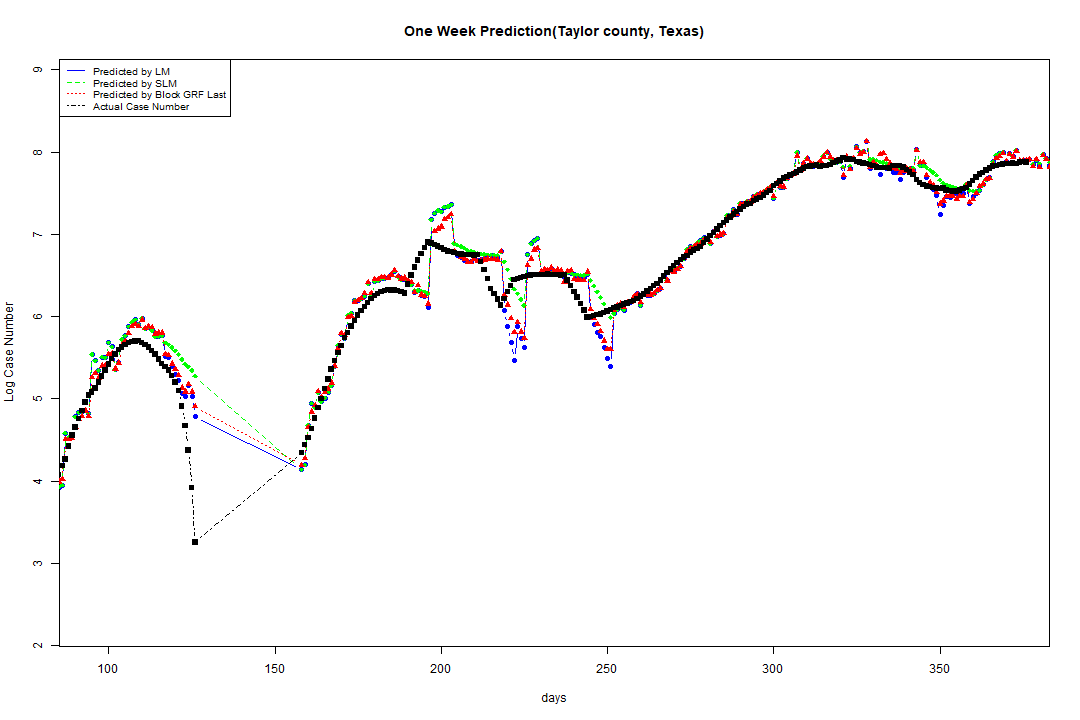 One Week Prediction(Taylor county, Texas)
Predicted by LM
Predicted by SLM
Predicted by Block GRF Last
Actual Case Number
9
8
7
6
5
4
3
2
Log Case Number
100 150 200 250 300 350
days